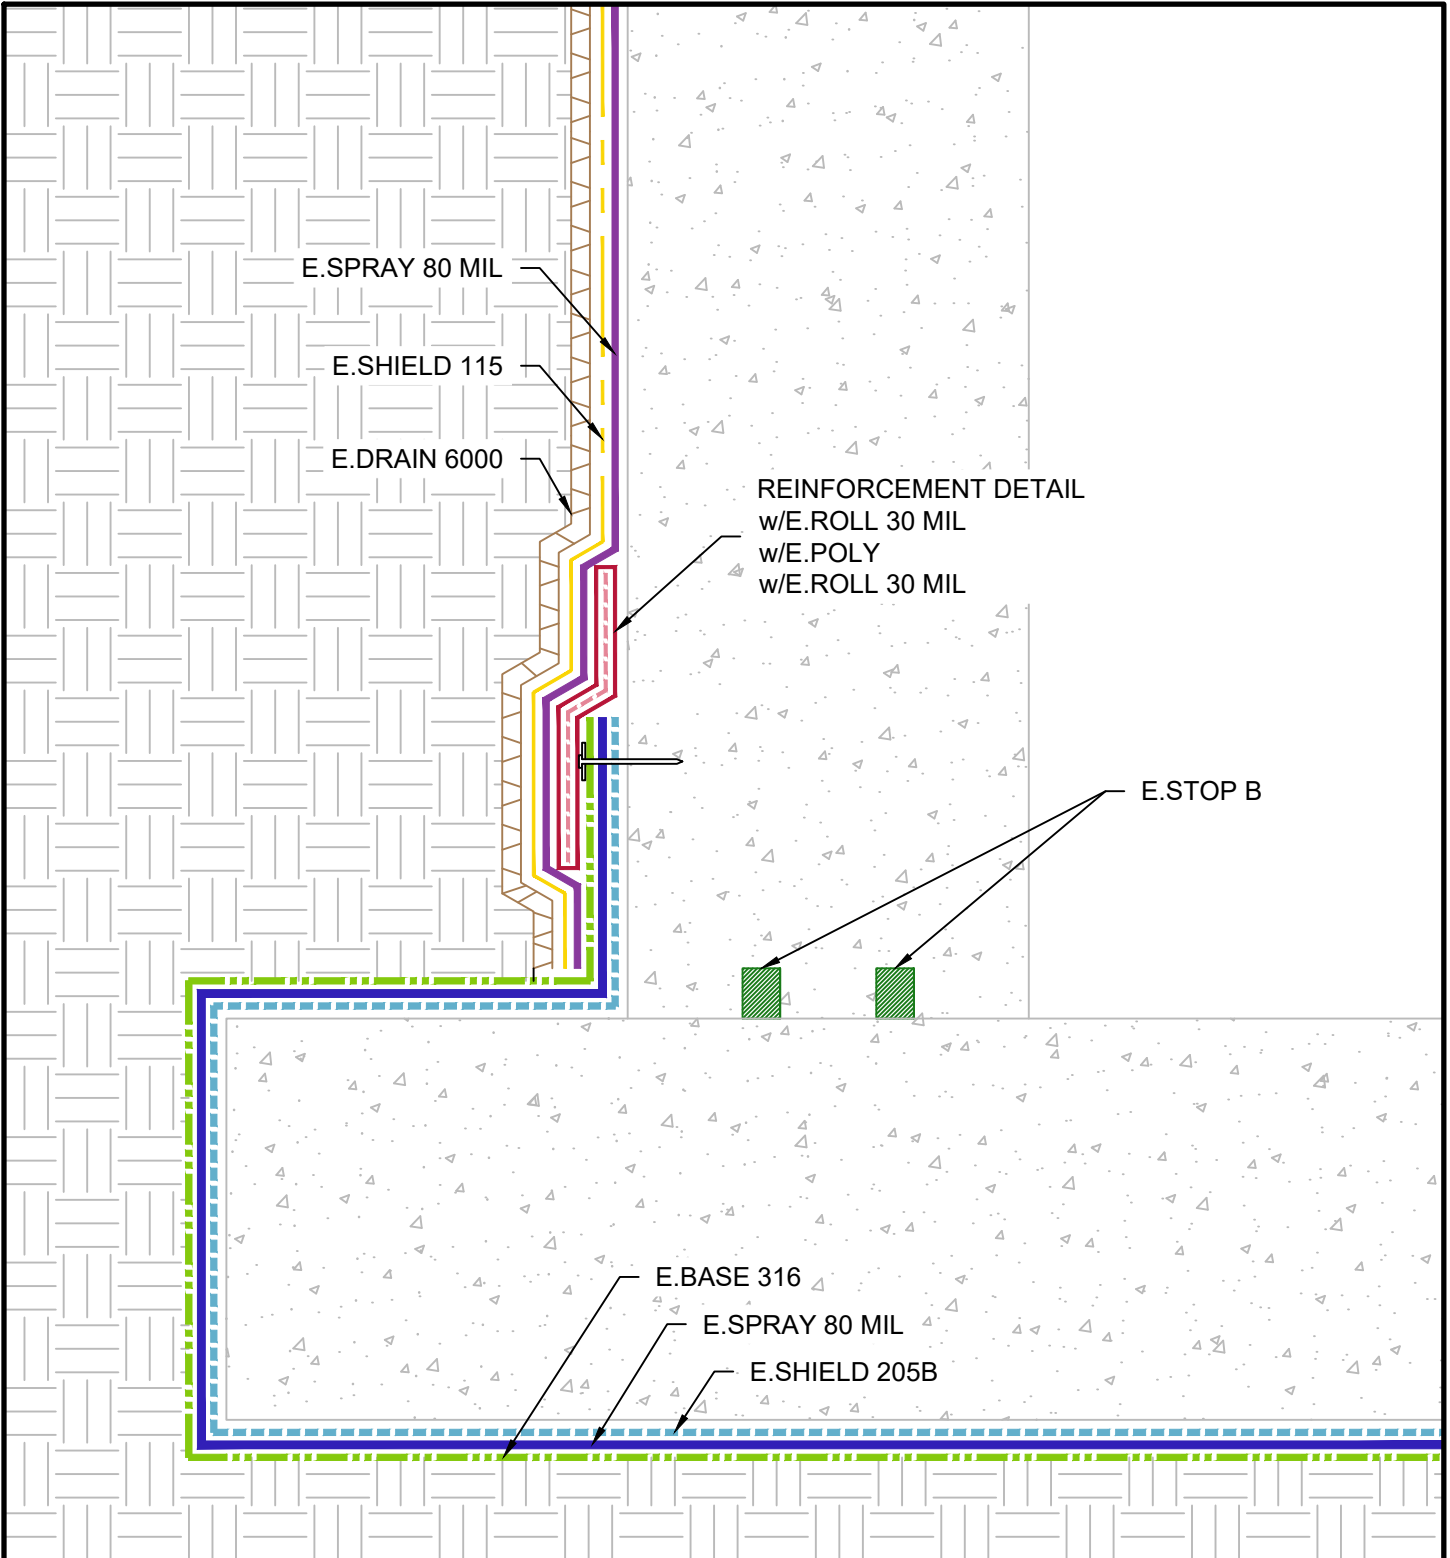 E.SPRAY 80 MIL
E.SHIELD 115
E.DRAIN 6000
REINFORCEMENT DETAIL
w/E.ROLL 30 MIL
w/E.POLY
w/E.ROLL 30 MIL
E.STOP B
E.BASE 316
E.SPRAY 80 MIL
E.SHIELD 205B